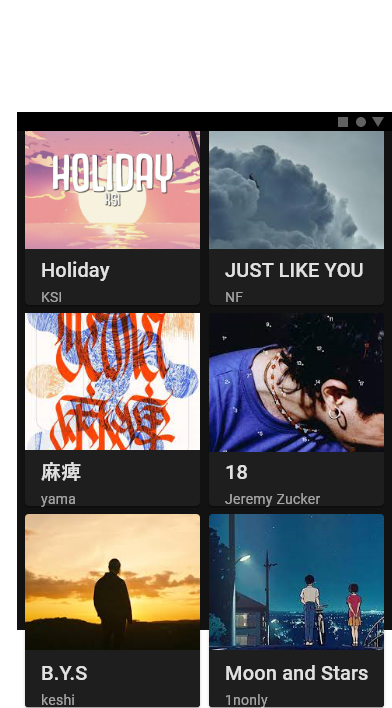 HOLIDAY
KSI
Holiday
KSI
JUST LIKE YOU
NF
麻痺
yama
18
Jeremy Zucker
B.Y.S
keshi
Moon and Stars
1nonly